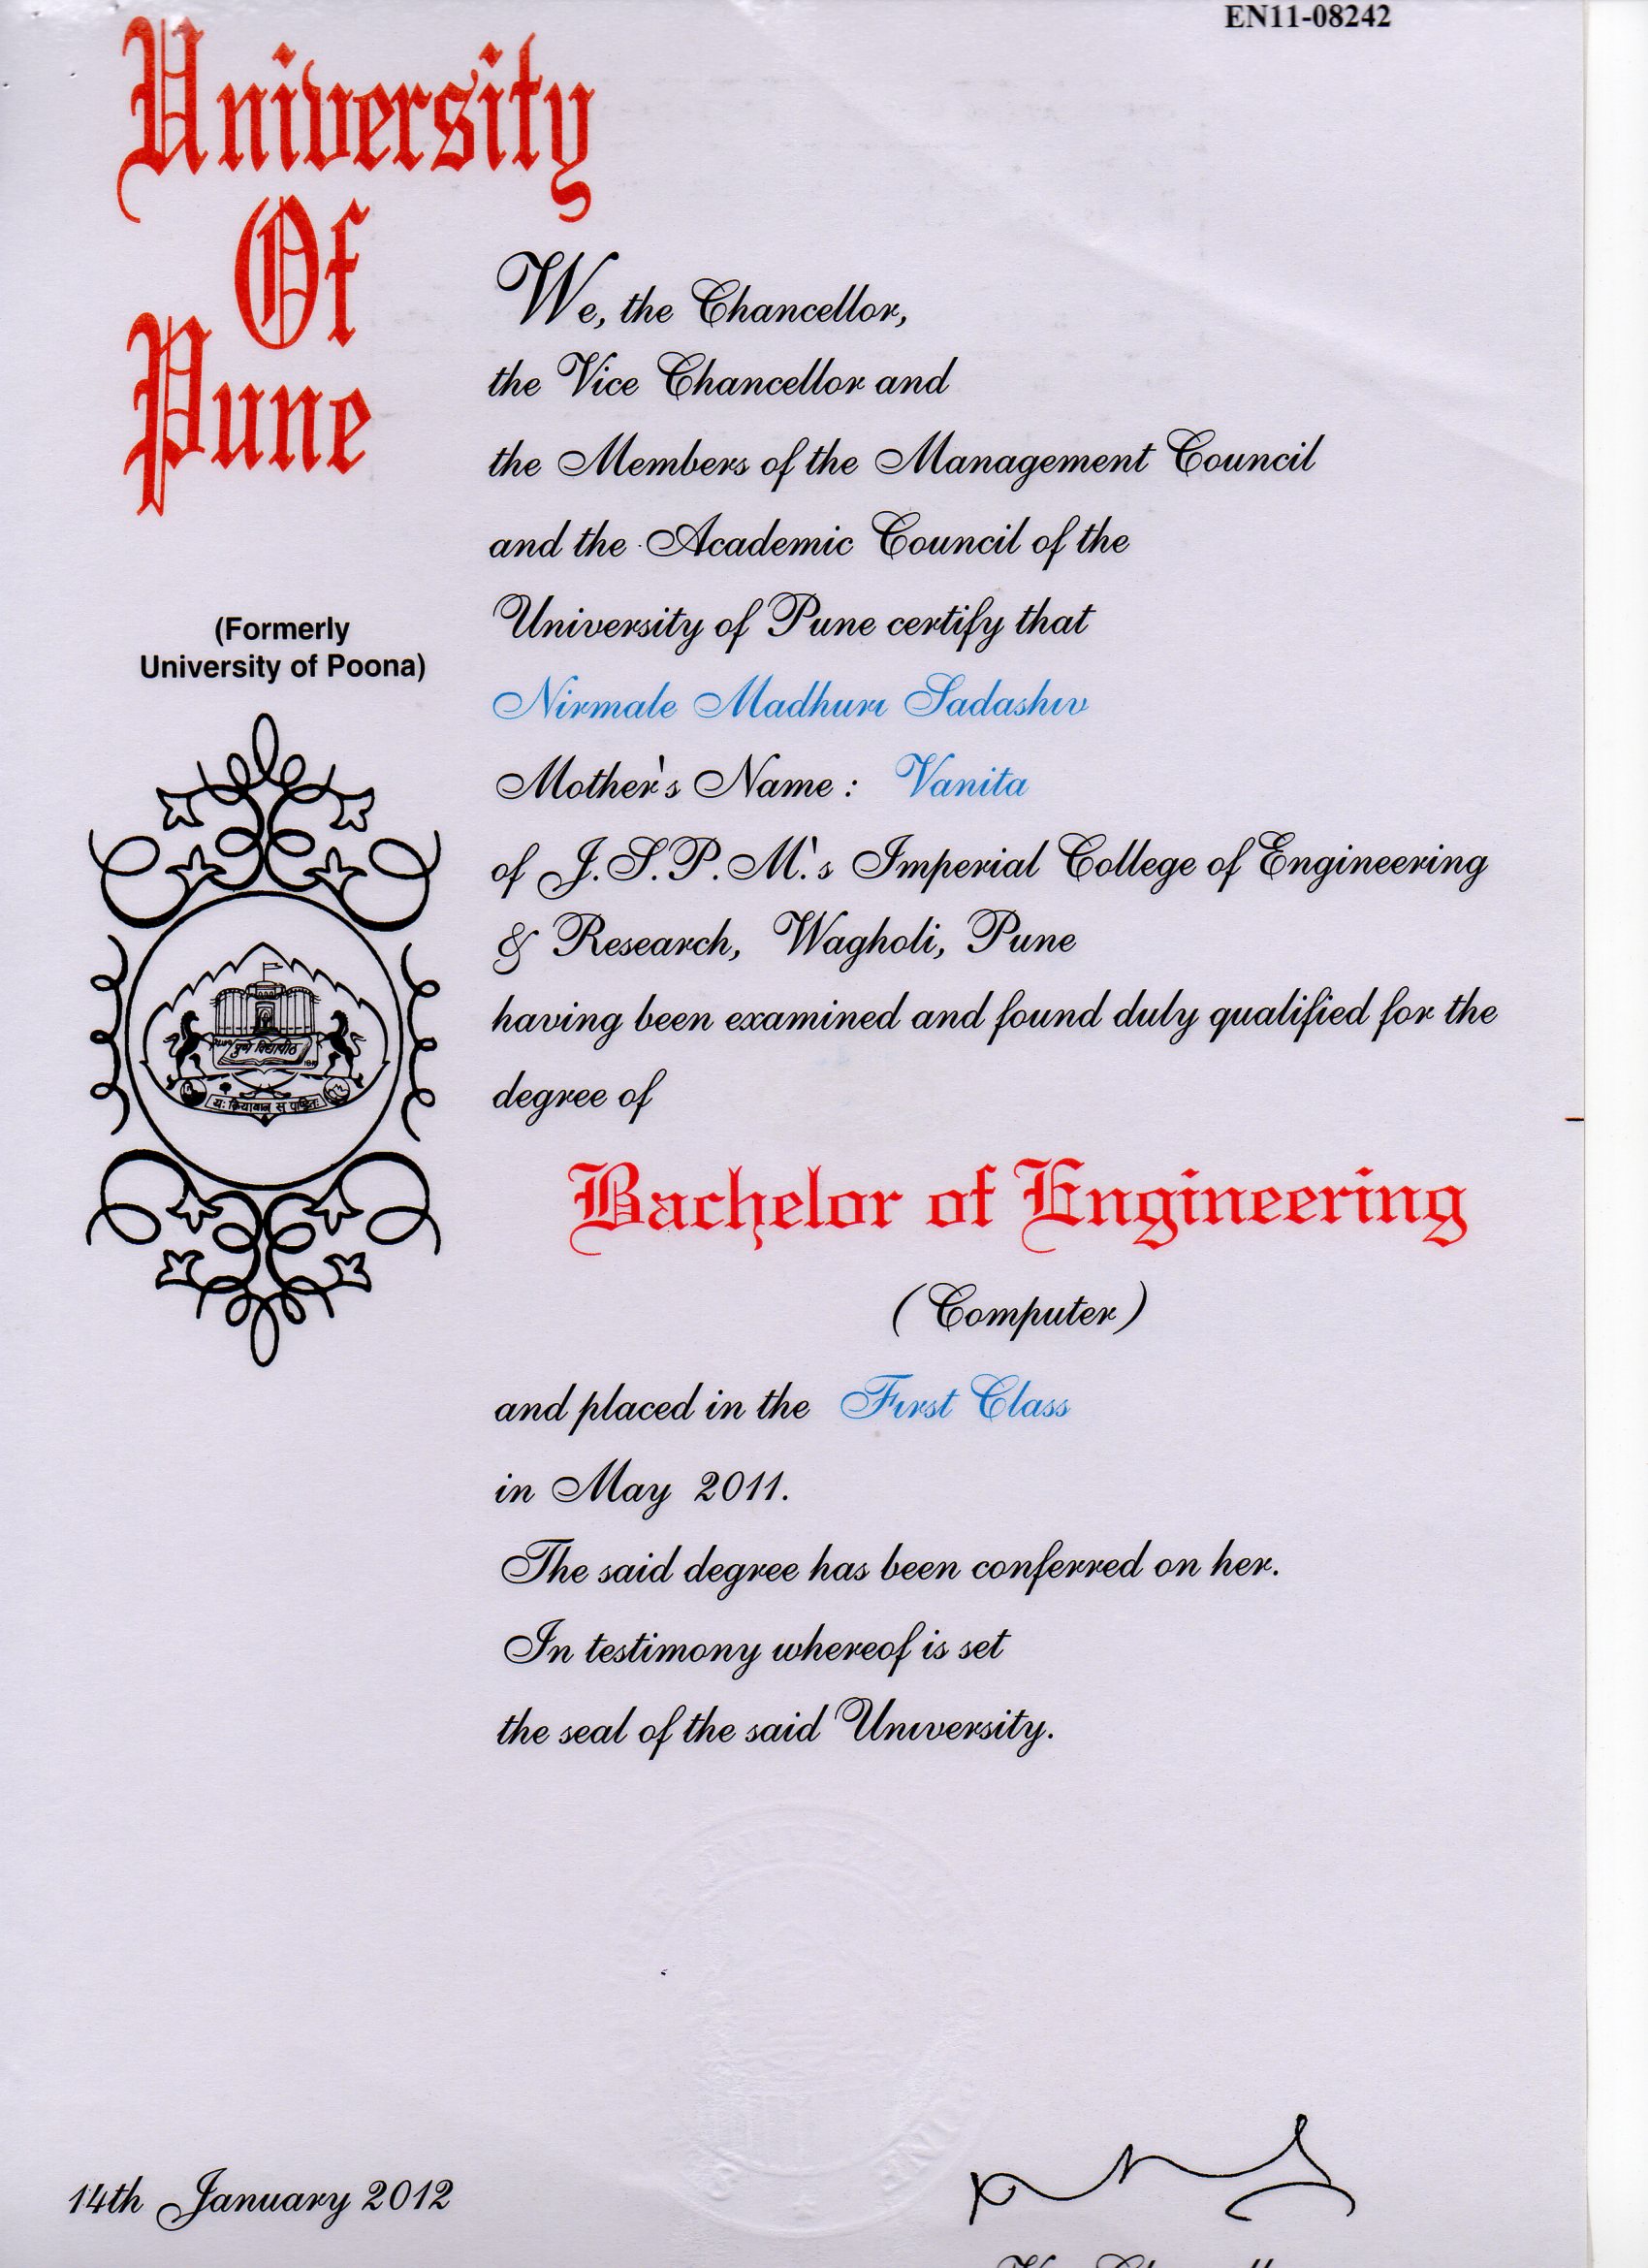 EN11-08242
University
Of
Pune
(Formerly
University of Poona)
पुणे विद्यापीठ
यः क्रियावान् स पण्डितः
We, the Chancellor,
the Vice Chancellor and
the Members of the Management Council
and the Academic Council of the
University of Pune certify that
Nirmale Madhuri Sadashiv
Mother's Name : Vanita
of J.S.P.M.'s Imperial College of Engineering
& Research, Wagholi, Pune
having been examined and found duly qualified for the
degree of
Bachelor of Engineering
(Computer)
and placed in the First Class
in May 2011.
The said degree has been conferred on her.
In testimony whereof is set
the seal of the said University.
14th January 2012